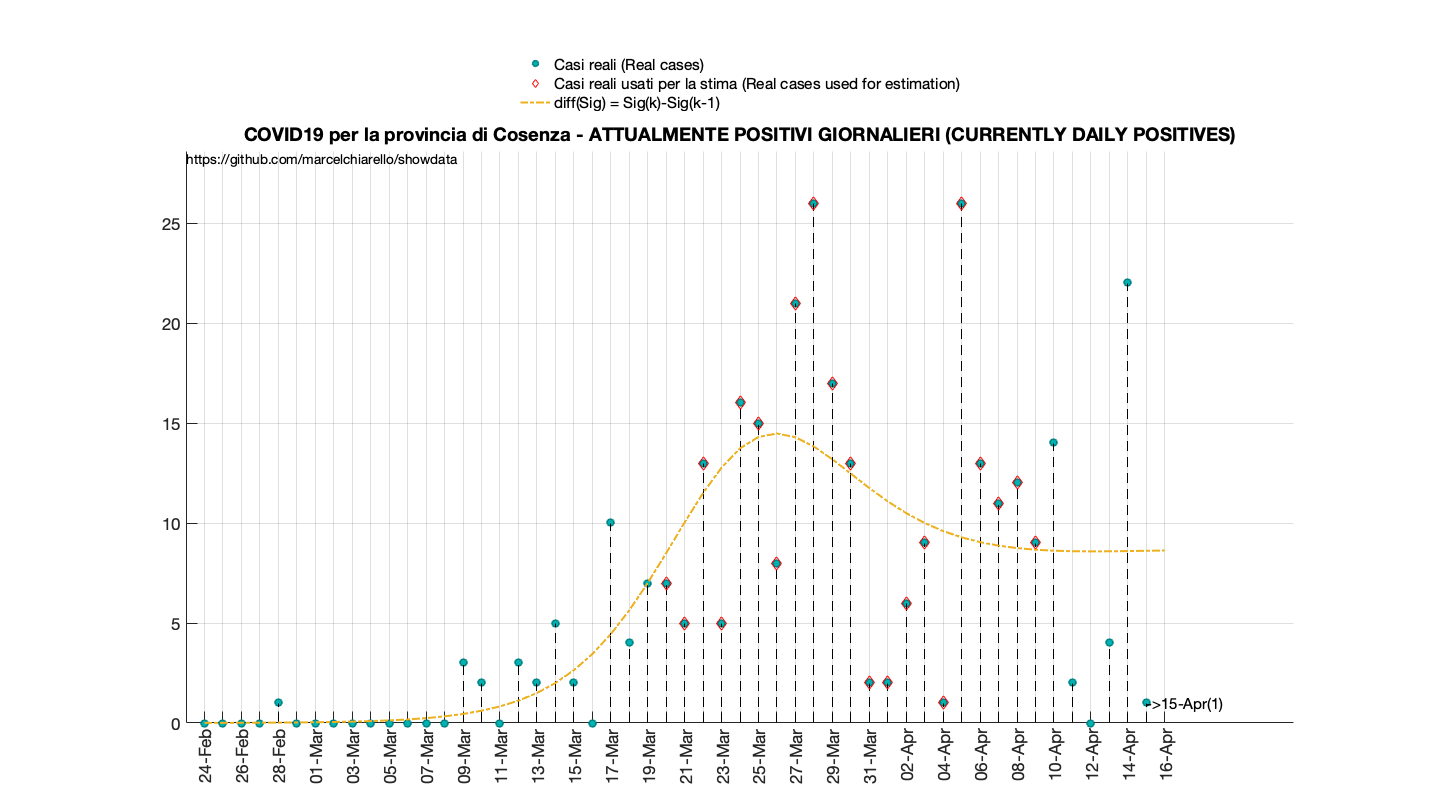 Casi reali (Real cases)
Casi reali usati per la stima (Real cases used for estimation)
diff(Sig) = Sig(k)-Sig(k-1)
COVID19 per la provincia di Cosenza - ATTUALMENTE POSITIVI GIORNALIERI (CURRENTLY DAILY POSITIVES)
https://github.com/marcelchiarello/showdata
25
20
15
10
5
0
->15-Apr(1)
24-Feb
26-Feb
28-Feb
01-Mar
03-Mar
05-Mar
07-Mar
09-Mar
11-Mar
13-Mar
15-Mar
17-Mar
19-Mar
21-Mar
23-Mar
25-Mar
27-Mar
29-Mar
31-Mar
02-Apr
04-Apr
06-Apr
08-Apr
10-Apr
12-Apr
14-Apr
16-Apr